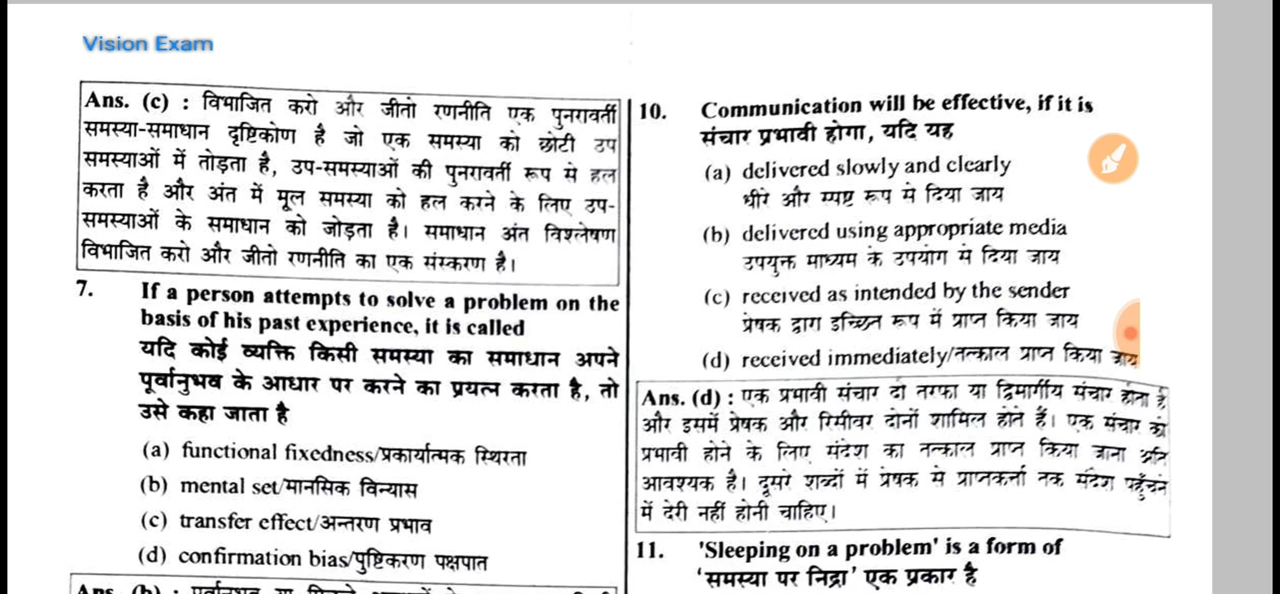 Vision Exam
Ans. (c) : विभाजित करो और जीतो रणनीति एक पुनरावर्ती
समस्या-समाधान दृष्टिकोण है जो एक समस्या को छोटी उप
समस्याओं में तोड़ता है, उप-समस्याओं की पुनरावर्ती रूप से हल
करता है और अंत में मूल समस्या को हल करने के लिए उप-
समस्याओं के समाधान को जोड़ता है। समाधान अंत विश्लेषण
विभाजित करो और जीतो रणनीति का एक संस्करण है।
7. If a person attempts to solve a problem on the
basis of his past experience, it is called
यदि कोई व्यक्ति किसी समस्या का समाधान अपने
पूर्वानुभव के आधार पर करने का प्रयत्न करता है, तो
उसे कहा जाता है
(a) functional fixedness/प्रकार्यात्मक स्थिरता
(b) mental set/मानसिक विन्यास
(c) transfer effect/अन्तरण प्रभाव
(d) confirmation bias/पुष्टिकरण पक्षपात
Ans. (b) :
10. Communication will be effective, if it is
संचार प्रभावी होगा, यदि यह
(a) delivered slowly and clearly
धीरे और स्पष्ट रूप से दिया जाय
(b) delivered using appropriate media
उपयुक्त माध्यम के उपयोग से दिया जाय
(c) received as intended by the sender
प्रेषक द्वारा इच्छित रूप में प्राप्त किया जाय
(d) received immediately/तत्काल प्राप्त किया जाय
Ans. (d) : एक प्रभावी संचार दो तरफा या द्विमार्गीय संचार होता है
और इसमें प्रेषक और रिसीवर दोनों शामिल होते हैं। एक संचार को
प्रभावी होने के लिए संदेश का तत्काल प्राप्त किया जाना अति
आवश्यक है। दूसरे शब्दों में प्रेषक से प्राप्तकर्ता तक संदेश पहुँचने
में देरी नहीं होनी चाहिए।
11. 'Sleeping on a problem' is a form of
'समस्या पर निद्रा' एक प्रकार है